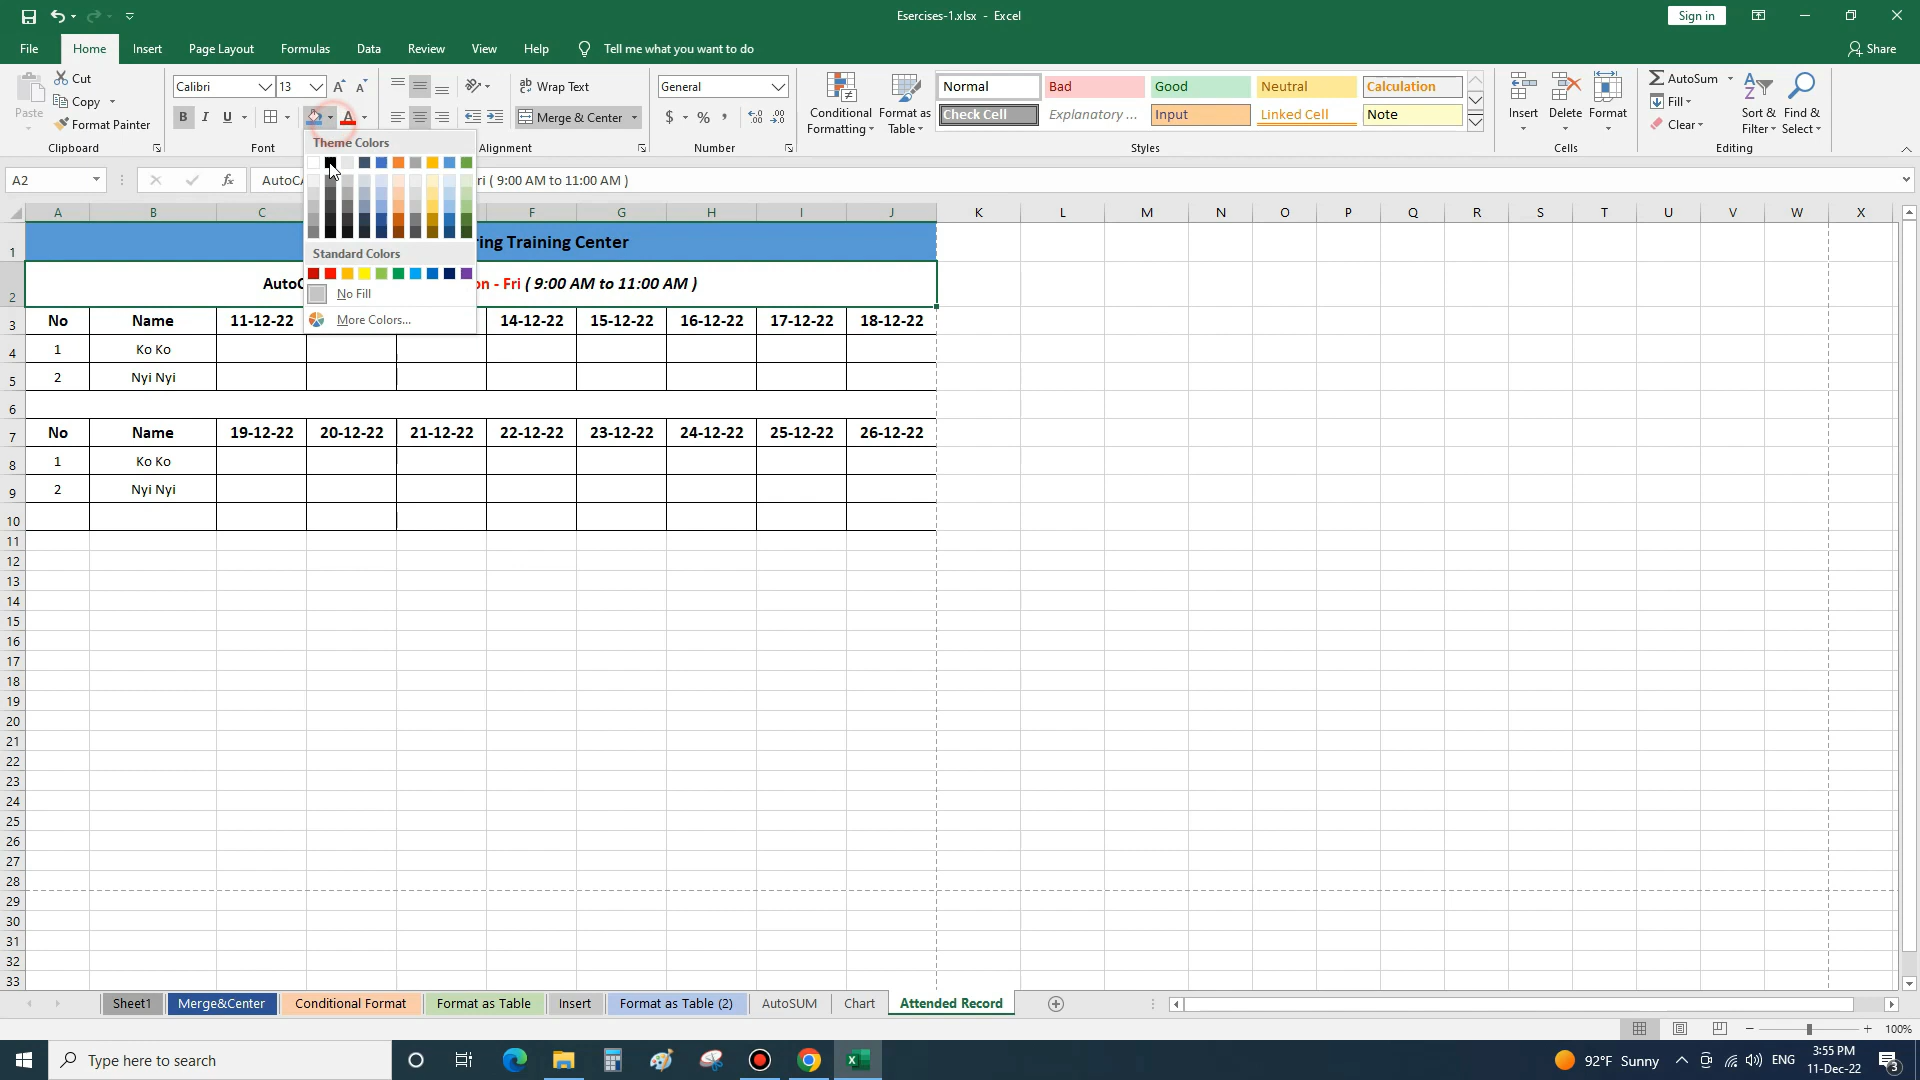 Esercises-1.xlsx - Excel
Sign in
File Home Insert Page Layout Formulas Data Review View Help Tell me what you want to do
Share
Paste
Cut
Copy
Format Painter
Clipboard
Calibri 13
B I U
Font
Wrap Text
Merge & Center
Alignment
General
$ % ,
Number
Conditional Formatting
Format as Table
Normal Bad Good Neutral Calculation
Check Cell Explanatory ... Input Linked Cell Note
Styles
Insert Delete Format
Cells
AutoSum
Fill
Clear
Sort & Filter
Find & Select
Editing
Theme Colors
Standard Colors
No Fill
More Colors...
A2
fx
AutoCA
ri ( 9:00 AM to 11:00 AM )
A B C F G H I J K L M N O P Q R S T U V W X
1 ring Training Center
2 AutoC on - Fri ( 9:00 AM to 11:00 AM )
3 No Name 11-12-22 14-12-22 15-12-22 16-12-22 17-12-22 18-12-22
4 1 Ko Ko
5 2 Nyi Nyi
6
7 No Name 19-12-22 20-12-22 21-12-22 22-12-22 23-12-22 24-12-22 25-12-22 26-12-22
8 1 Ko Ko
9 2 Nyi Nyi
10
11
12
13
14
15
16
17
18
19
20
21
22
23
24
25
26
27
28
29
30
31
32
33
Sheet1 Merge&Center Conditional Format Format as Table Insert Format as Table (2) AutoSUM Chart Attended Record
100%
Type here to search
92°F Sunny
ENG
3:55 PM
11-Dec-22
3